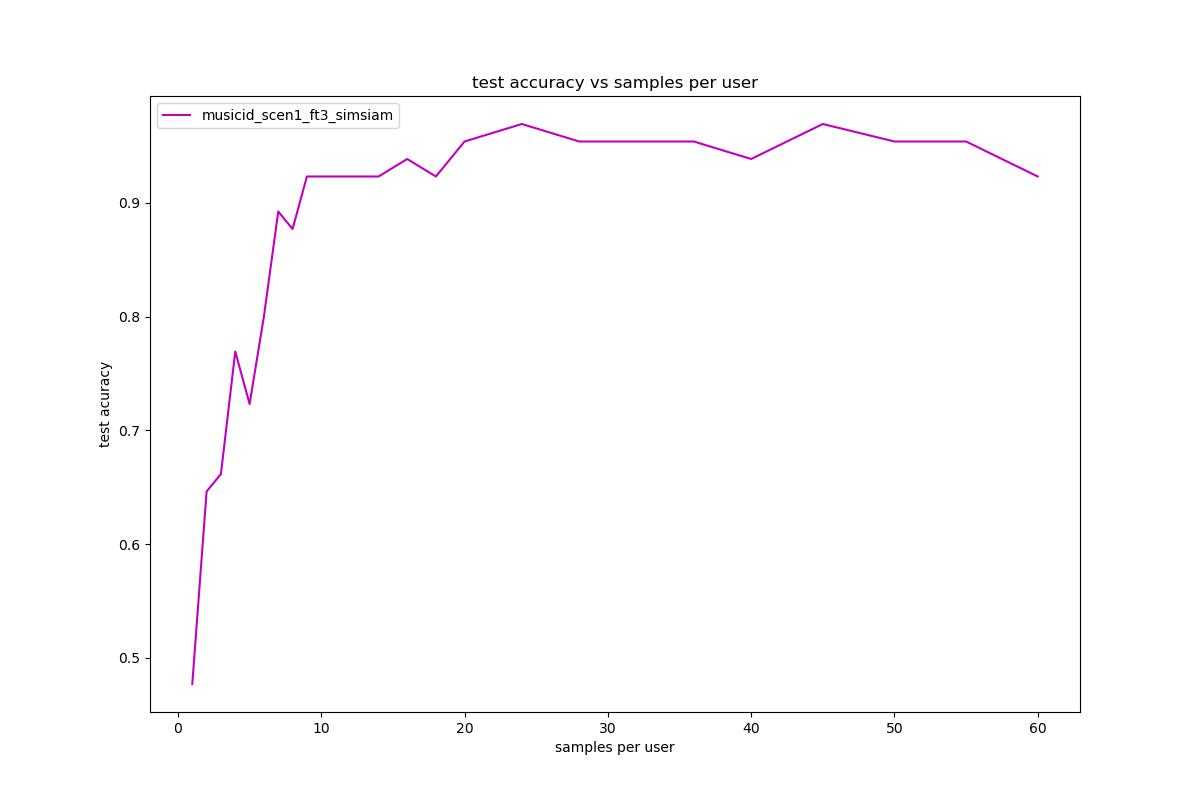 test accuracy vs samples per user
musicid_scen1_ft3_simsiam
0.9
0.8
0.7
0.6
0.5
test acuracy
0 10 20 30 40 50 60
samples per user